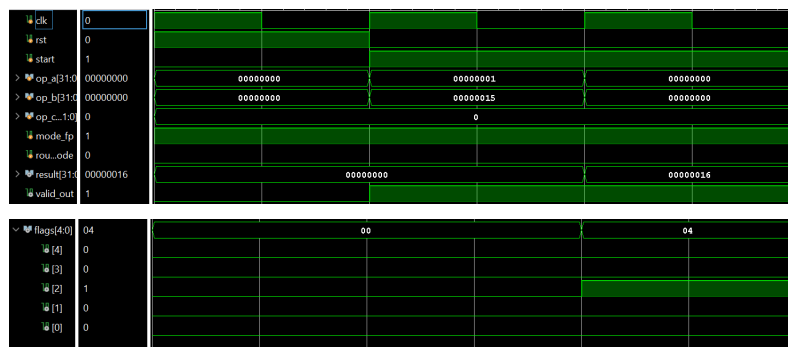 clk 0
rst 0
start 1
op_a[31:0 00000000 00000000 00000001 00000000
op_b[31:0 00000000 00000000 00000015 00000000
op_c...1:0] 0 0
mode_fp 1
rou...ode 0
result[31:0 00000016 00000000 00000016
valid_out 1
flags[4:0] 04 00 04
[4] 0
[3] 0
[2] 1
[1] 0
[0] 0